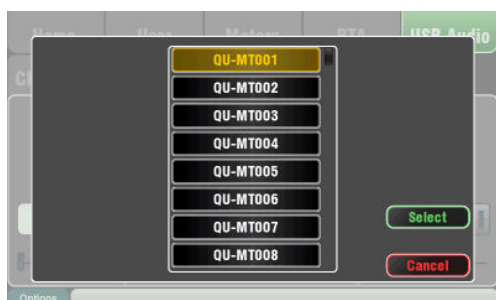 Home User Meters RTA USB Audio
QU-MT001
QU-MT002
QU-MT003
QU-MT004
QU-MT005
QU-MT006
QU-MT007
QU-MT008
Select
Cancel
Options